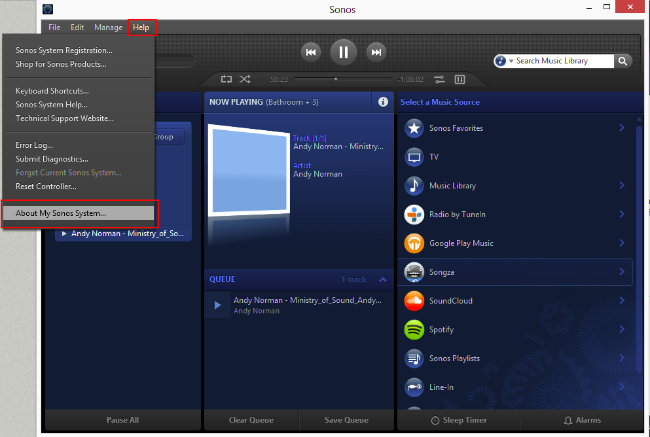 Sonos
File Edit Manage Help
Sonos System Registration...
Shop for Sonos Products...
Keyboard Shortcuts...
Sonos System Help...
Technical Support Website...
Error Log...
Submit Diagnostics...
Forget Current Sonos System...
Reset Controller...
About My Sonos System...
Group
Andy Norman - Ministry_of_So...
Pause All
50:23
-1:08:02
Search Music Library
NOW PLAYING (Bathroom + 3)
Track [1/1]
Andy Norman - Ministry...
Artist
Andy Norman
QUEUE 1 track
Andy Norman - Ministry_of_Sound_Andy...
Andy Norman
Clear Queue Save Queue
Select a Music Source
Sonos Favorites
TV
Music Library
Radio by TuneIn
Google Play Music
Songza
SoundCloud
Spotify
Sonos Playlists
Line-In
Sleep Timer Alarms